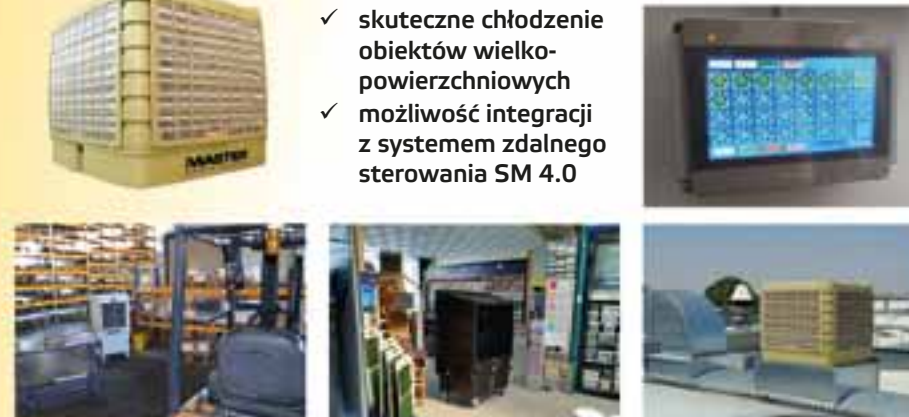 MASTER
✓ skuteczne chłodzenie
obiektów wielko-
powierzchniowych
✓ możliwość integracji
z systemem zdalnego
sterowania SM 4.0